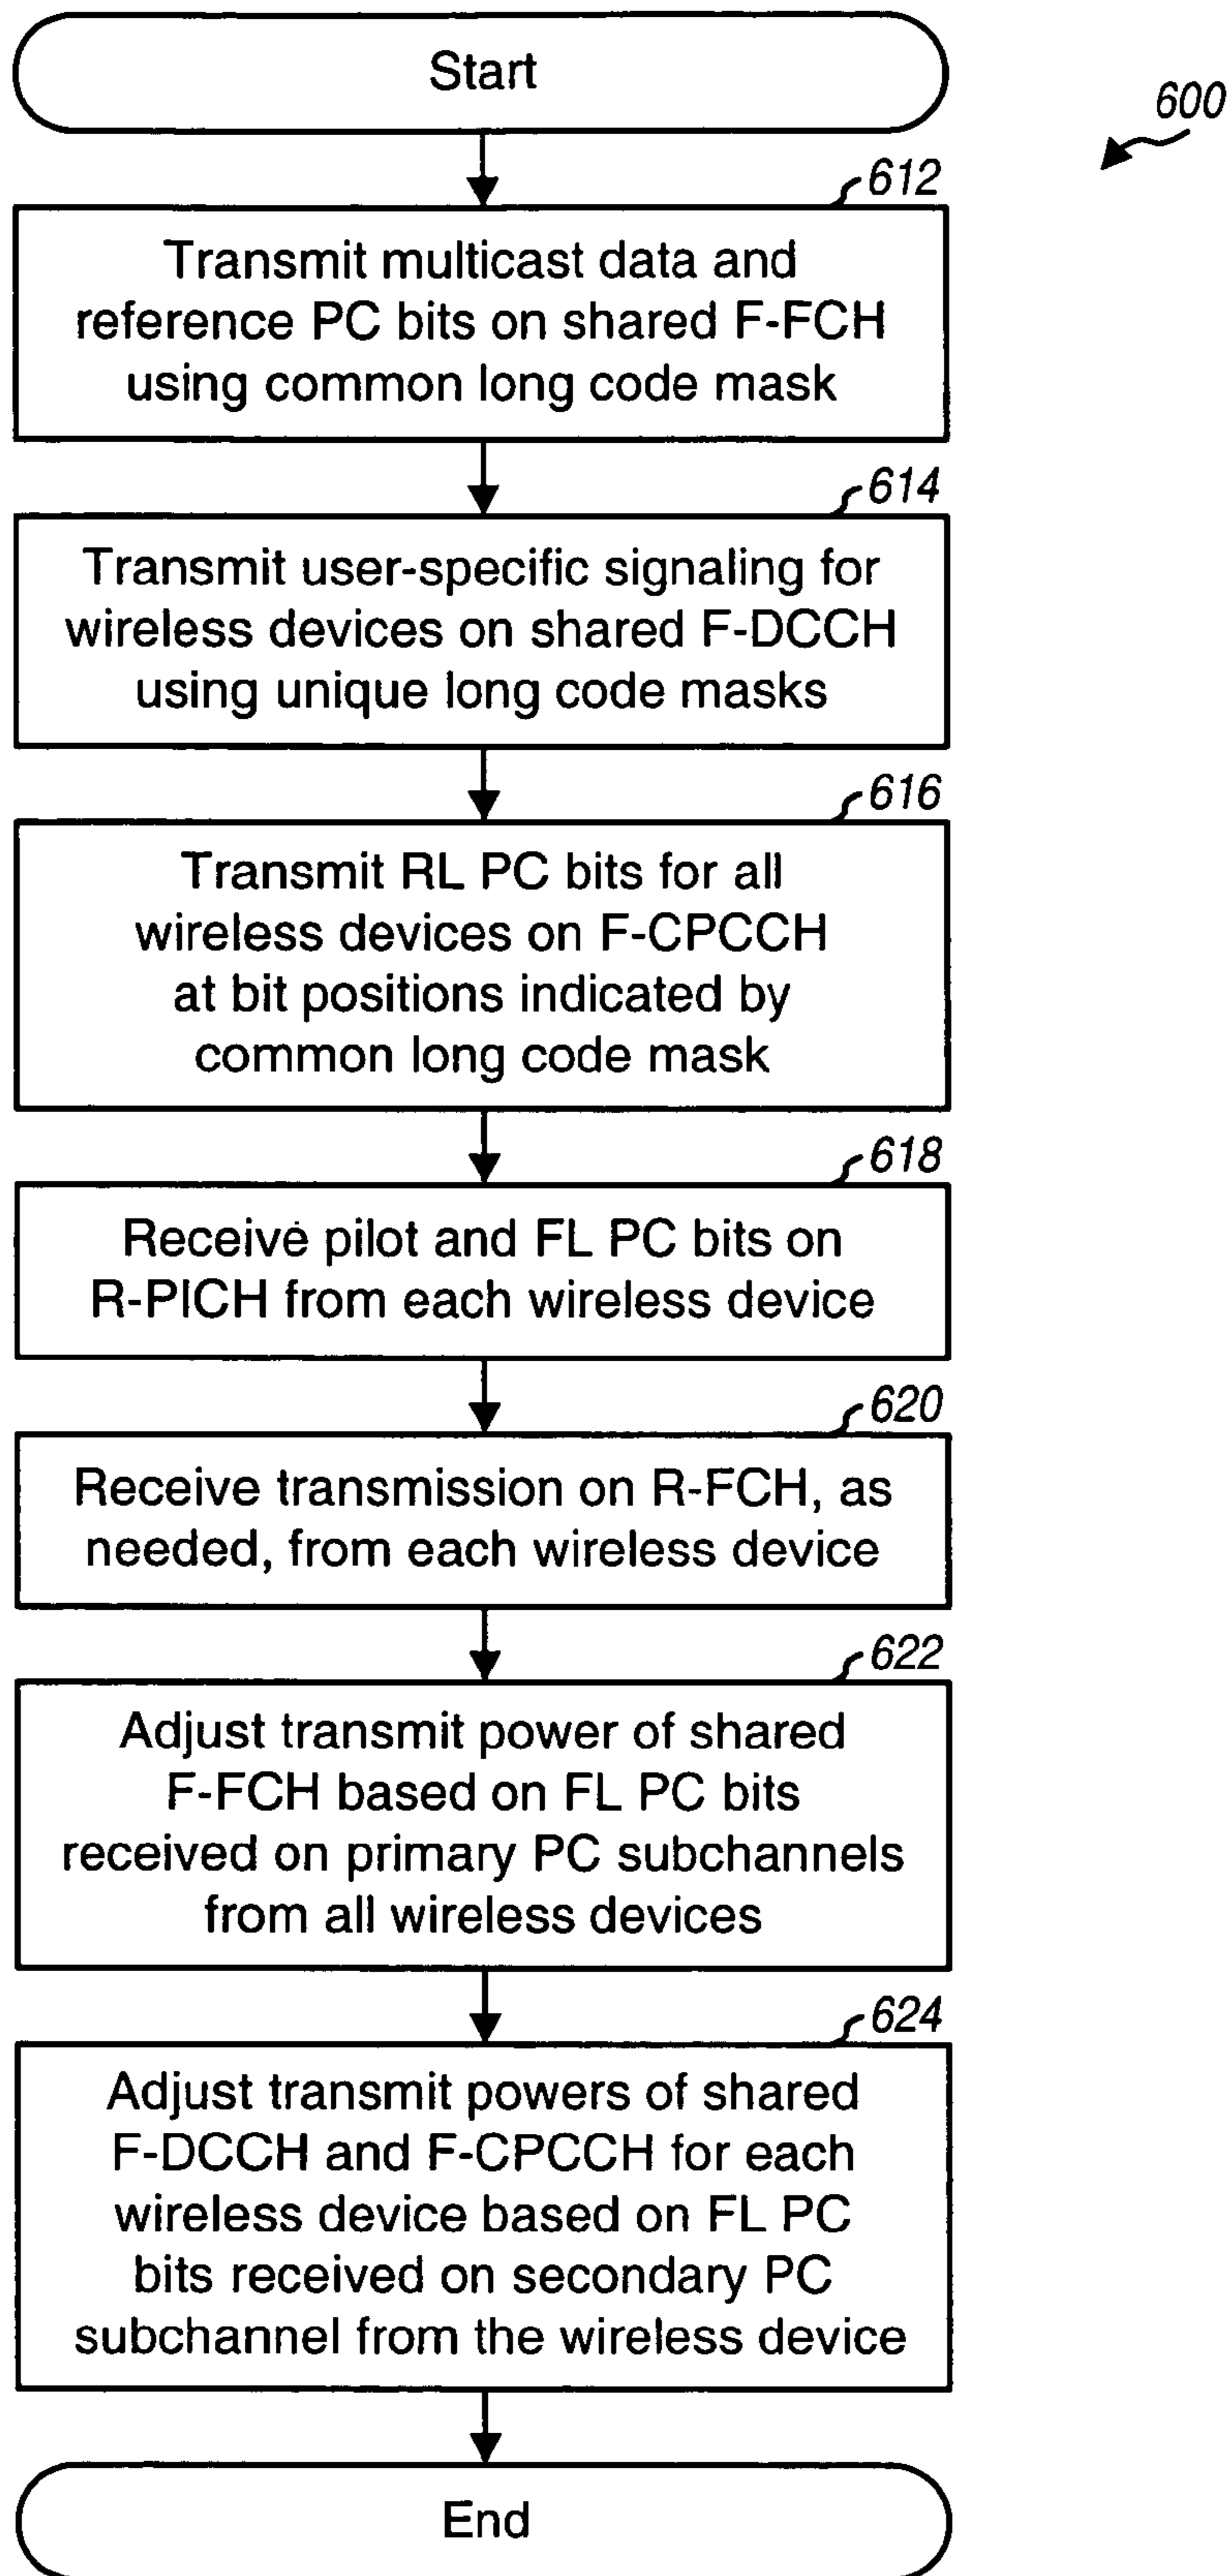 Start
600
612
Transmit multicast data and
reference PC bits on shared F-FCH
using common long code mask
614
Transmit user-specific signaling for
wireless devices on shared F-DCCH
using unique long code masks
616
Transmit RL PC bits for all
wireless devices on F-CPCCH
at bit positions indicated by
common long code mask
618
Receive pilot and FL PC bits on
R-PICH from each wireless device
620
Receive transmission on R-FCH, as
needed, from each wireless device
622
Adjust transmit power of shared
F-FCH based on FL PC bits
received on primary PC subchannels
from all wireless devices
624
Adjust transmit powers of shared
F-DCCH and F-CPCCH for each
wireless device based on FL PC
bits received on secondary PC
subchannel from the wireless device
End